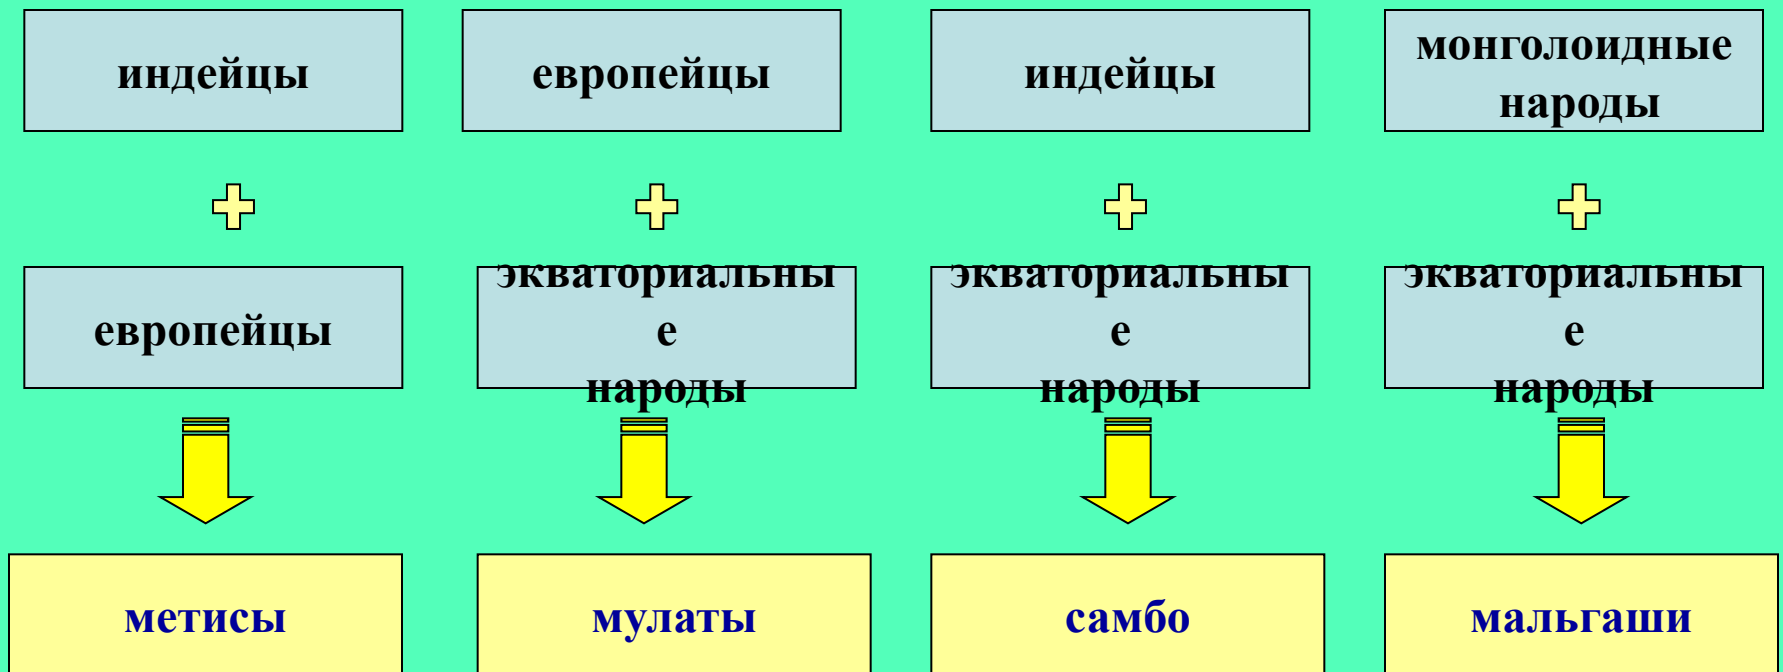 индейцы
европейцы
индейцы
монголоидные
народы
европейцы
экваториальны
е
народы
экваториальны
е
народы
экваториальны
е
народы
метисы
мулаты
самбо
мальгаши